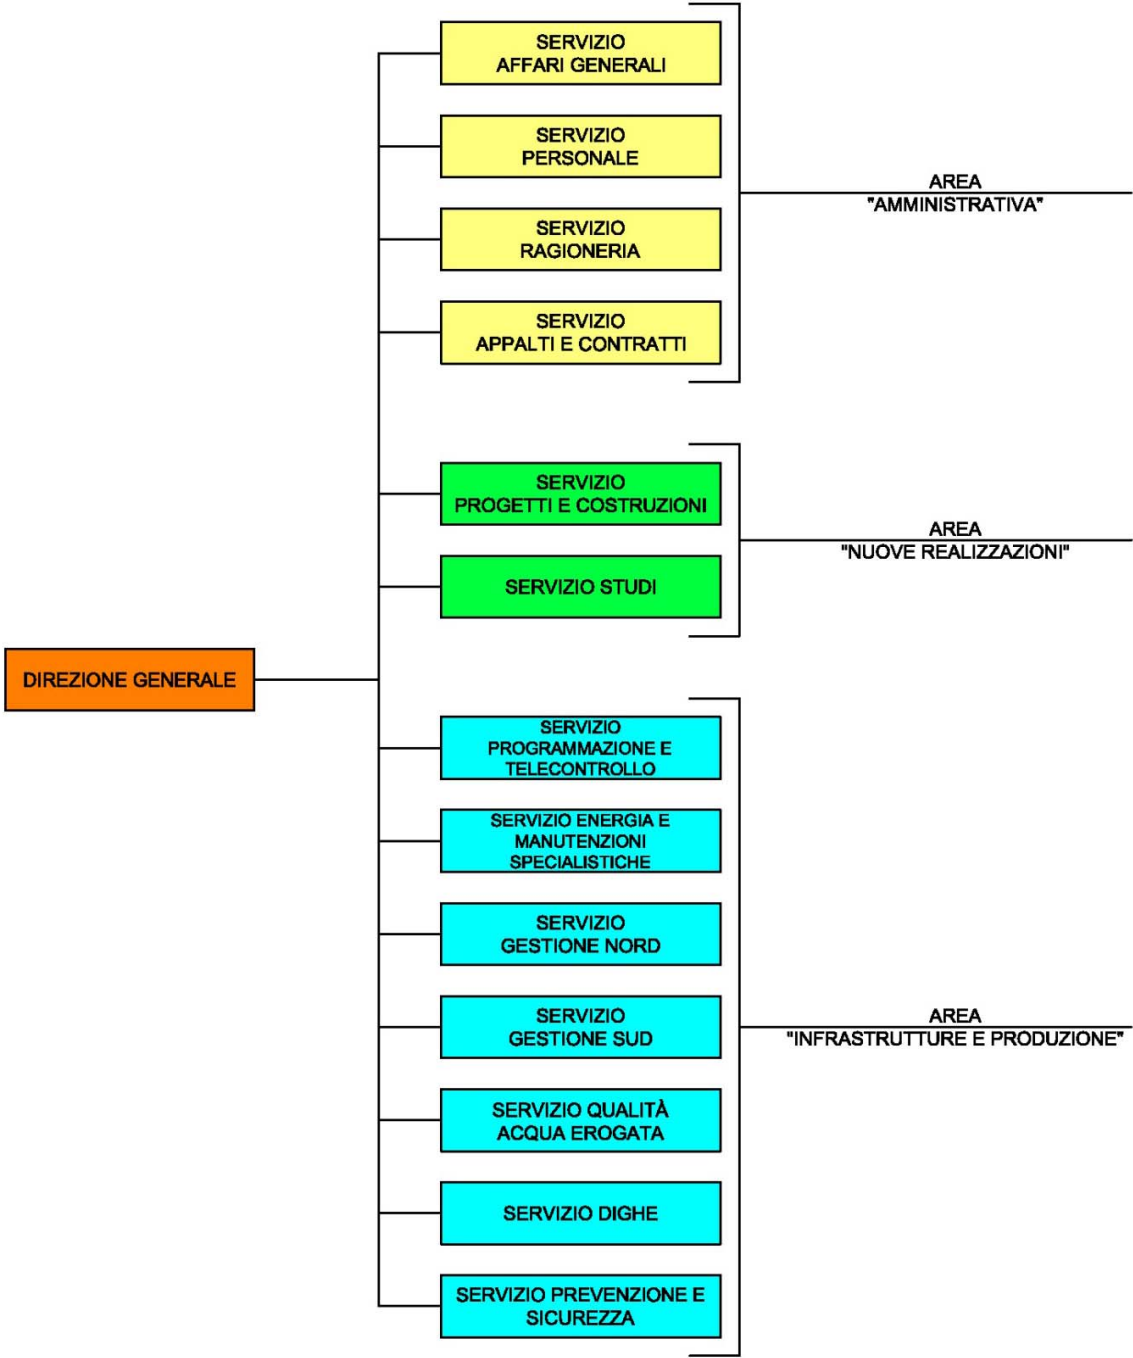 SERVIZIO
AFFARI GENERALI
SERVIZIO
PERSONALE
SERVIZIO
RAGIONERIA
SERVIZIO
APPALTI E CONTRATTI
AREA
"AMMINISTRATIVA"
SERVIZIO
PROGETTI E COSTRUZIONI
SERVIZIO STUDI
AREA
"NUOVE REALIZZAZIONI"
DIREZIONE GENERALE
SERVIZIO
PROGRAMMAZIONE E
TELECONTROLLO
SERVIZIO ENERGIA E
MANUTENZIONI
SPECIALISTICHE
SERVIZIO
GESTIONE NORD
SERVIZIO
GESTIONE SUD
SERVIZIO QUALITÀ
ACQUA EROGATA
SERVIZIO DIGHE
SERVIZIO PREVENZIONE E
SICUREZZA
AREA
"INFRASTRUTTURE E PRODUZIONE"